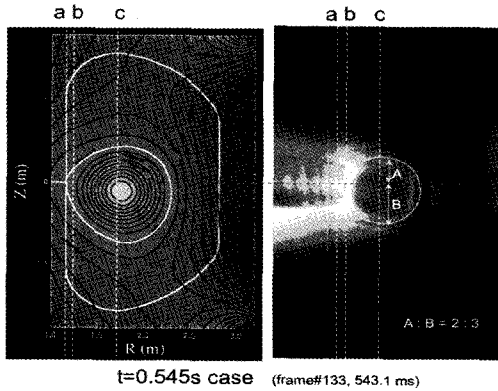 a b c
a b c
A
B
Z (m)
A : B = 2 : 3
R (m)
t=0.545s case (frame#133, 543.1 ms)